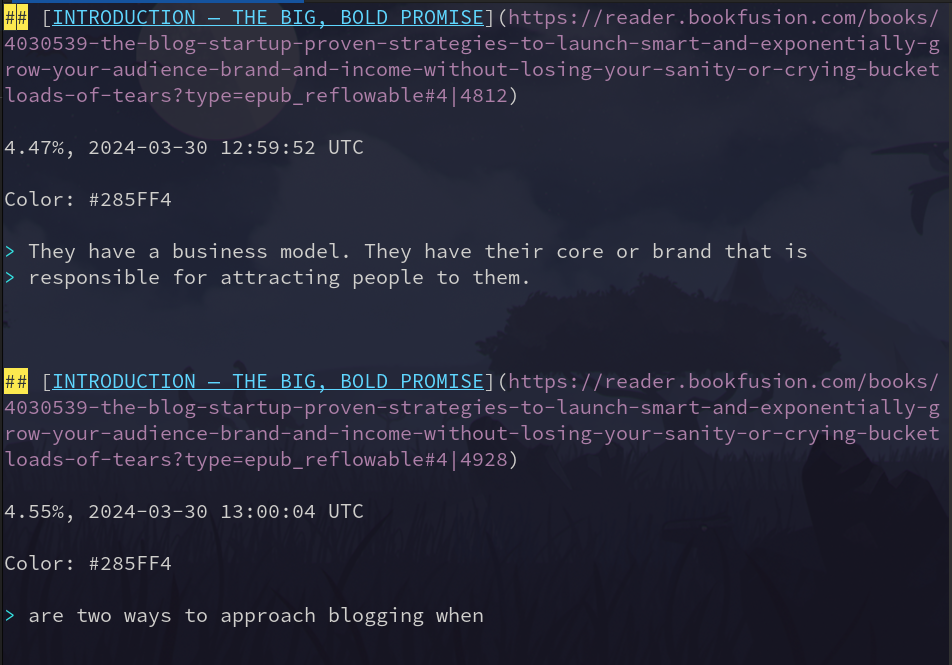 ## [INTRODUCTION – THE BIG, BOLD PROMISE](https://reader.bookfusion.com/books/
4030539-the-blog-startup-proven-strategies-to-launch-smart-and-exponentially-g
row-your-audience-brand-and-income-without-losing-your-sanity-or-crying-bucket
loads-of-tears?type=epub_reflowable#4|4812)
4.47%, 2024-03-30 12:59:52 UTC
Color: #285FF4
> They have a business model. They have their core or brand that is
> responsible for attracting people to them.
## [INTRODUCTION – THE BIG, BOLD PROMISE](https://reader.bookfusion.com/books/
4030539-the-blog-startup-proven-strategies-to-launch-smart-and-exponentially-g
row-your-audience-brand-and-income-without-losing-your-sanity-or-crying-bucket
loads-of-tears?type=epub_reflowable#4|4928)
4.55%, 2024-03-30 13:00:04 UTC
Color: #285FF4
> are two ways to approach blogging when